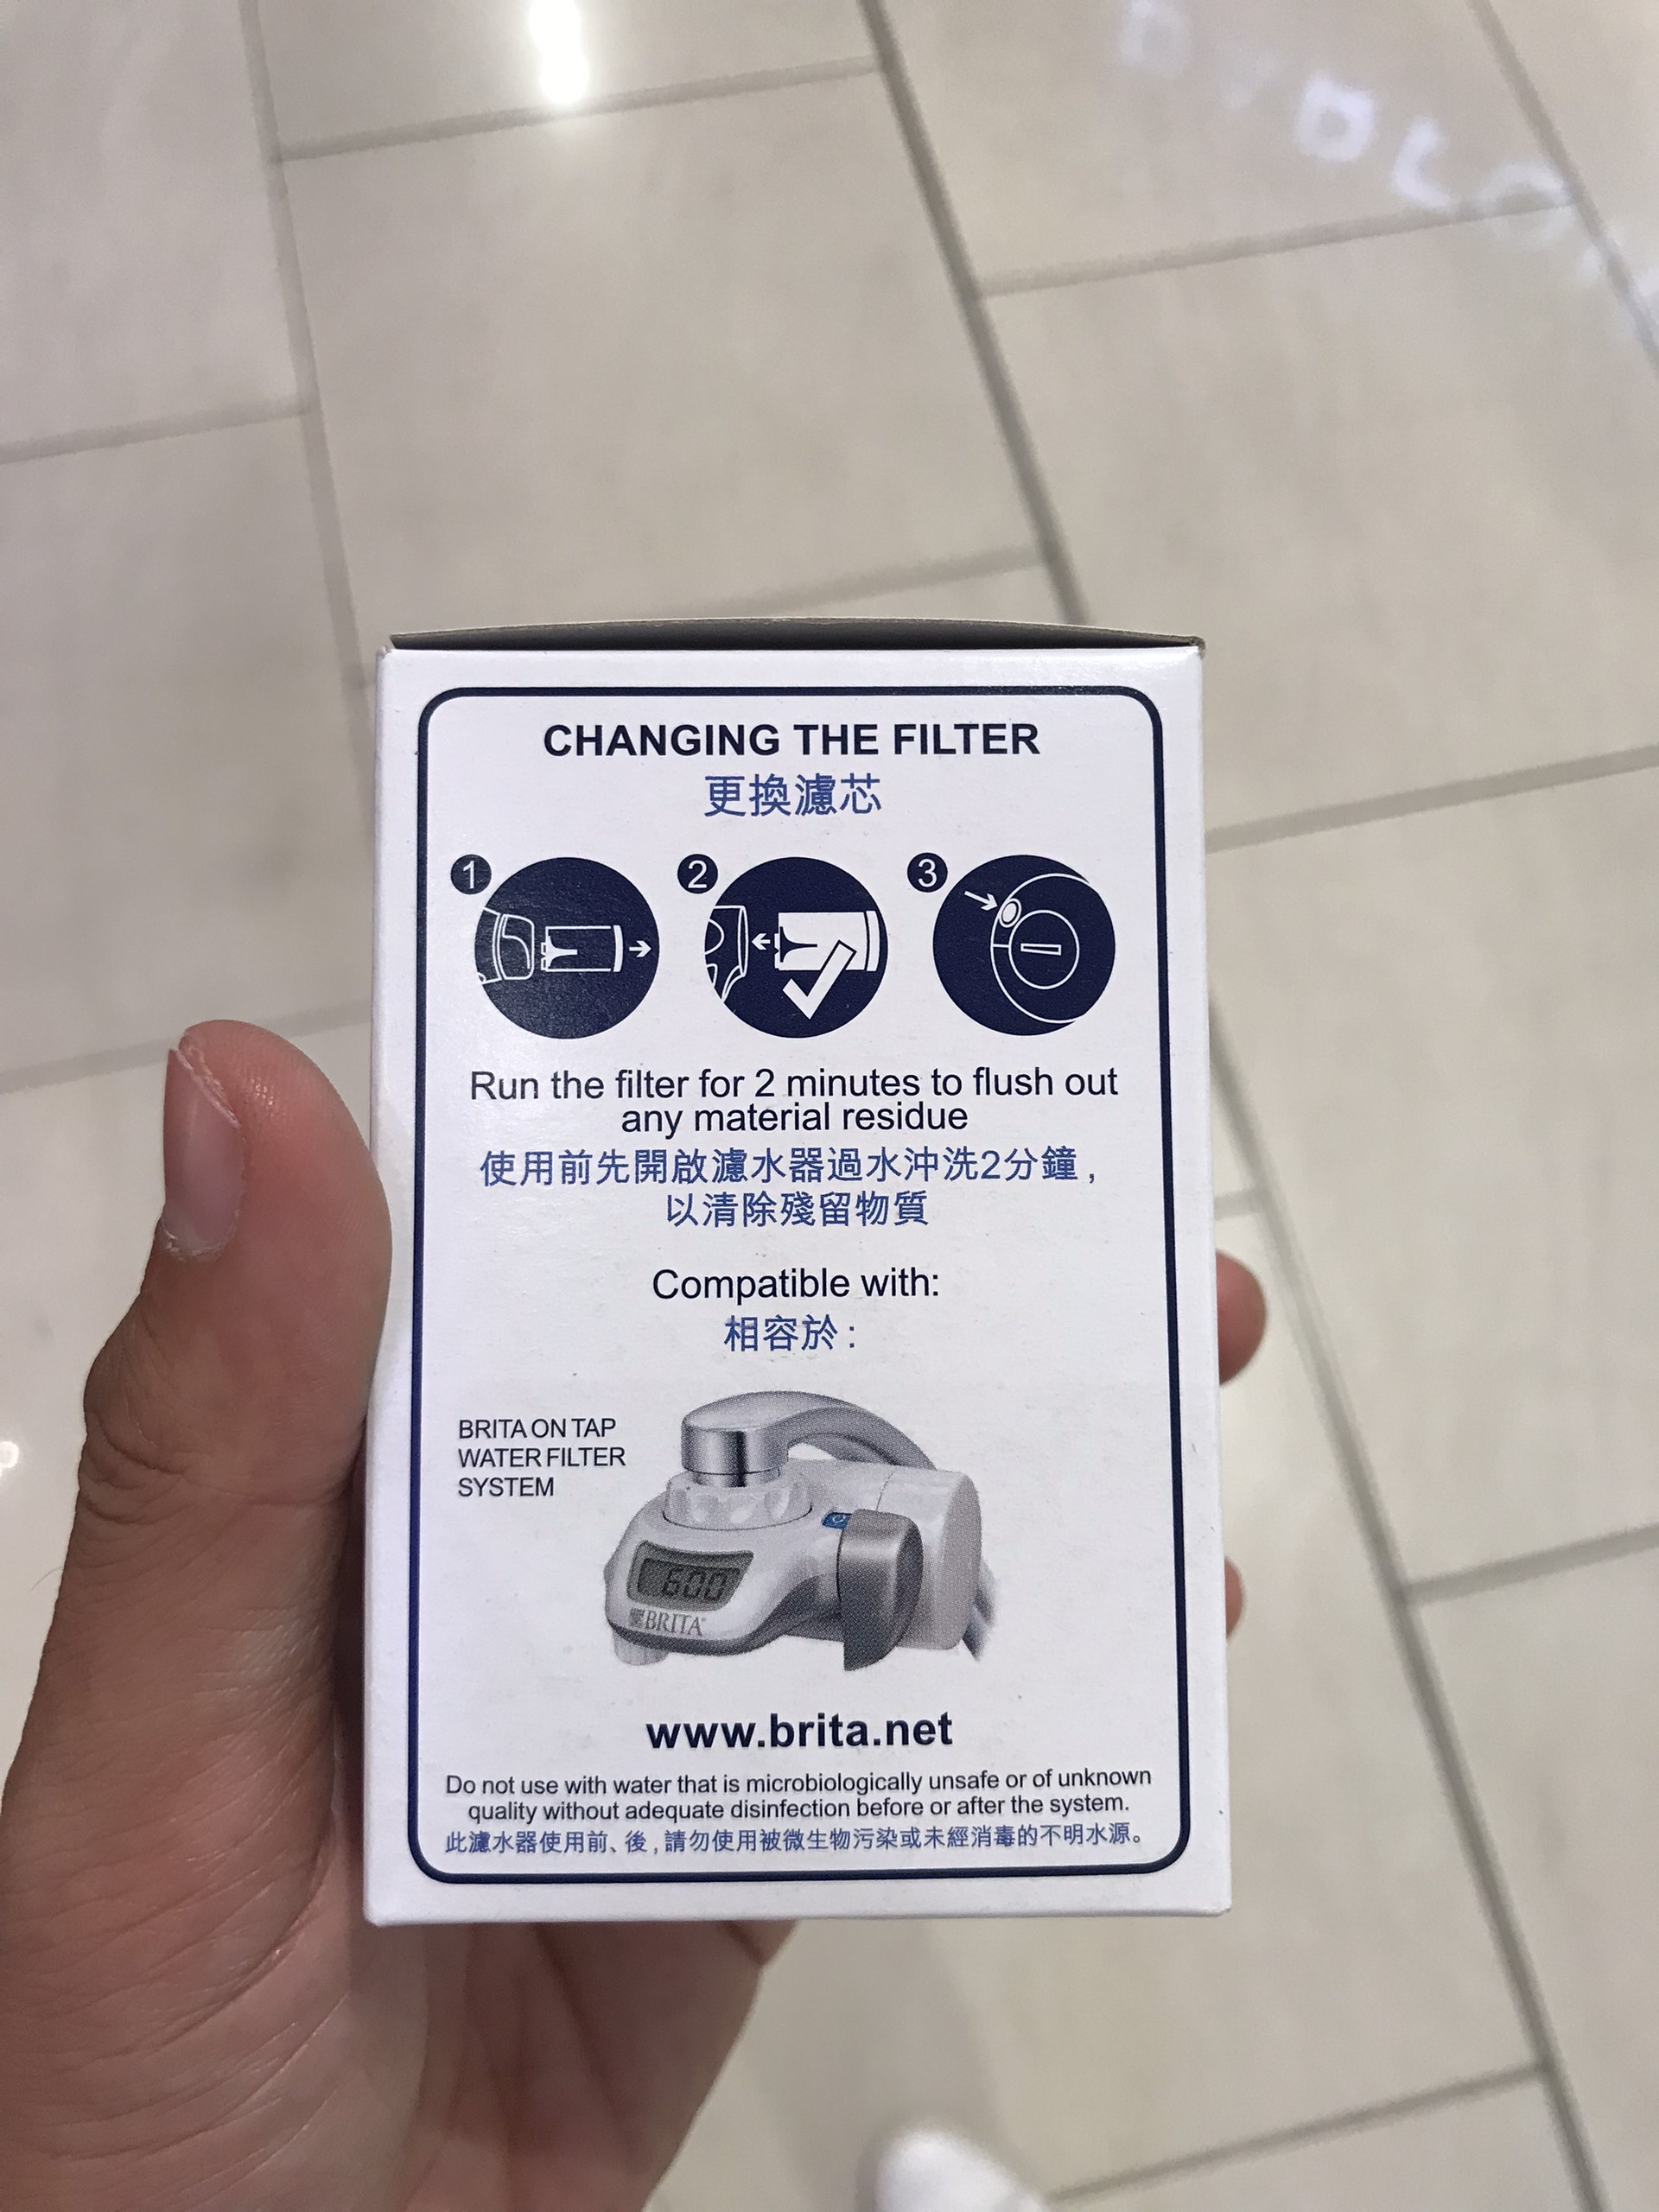 CHANGING THE FILTER
更換濾芯
1 2 3
Run the filter for 2 minutes to flush out
any material residue
使用前先開啟濾水器過水沖洗2分鐘,
以清除殘留物質
Compatible with:
相容於:
BRITA ON TAP
WATER FILTER
SYSTEM
600
BRITA®
www.brita.net
Do not use with water that is microbiologically unsafe or of unknown
quality without adequate disinfection before or after the system.
此濾水器使用前、後,請勿使用被微生物污染或未經消毒的不明水源。